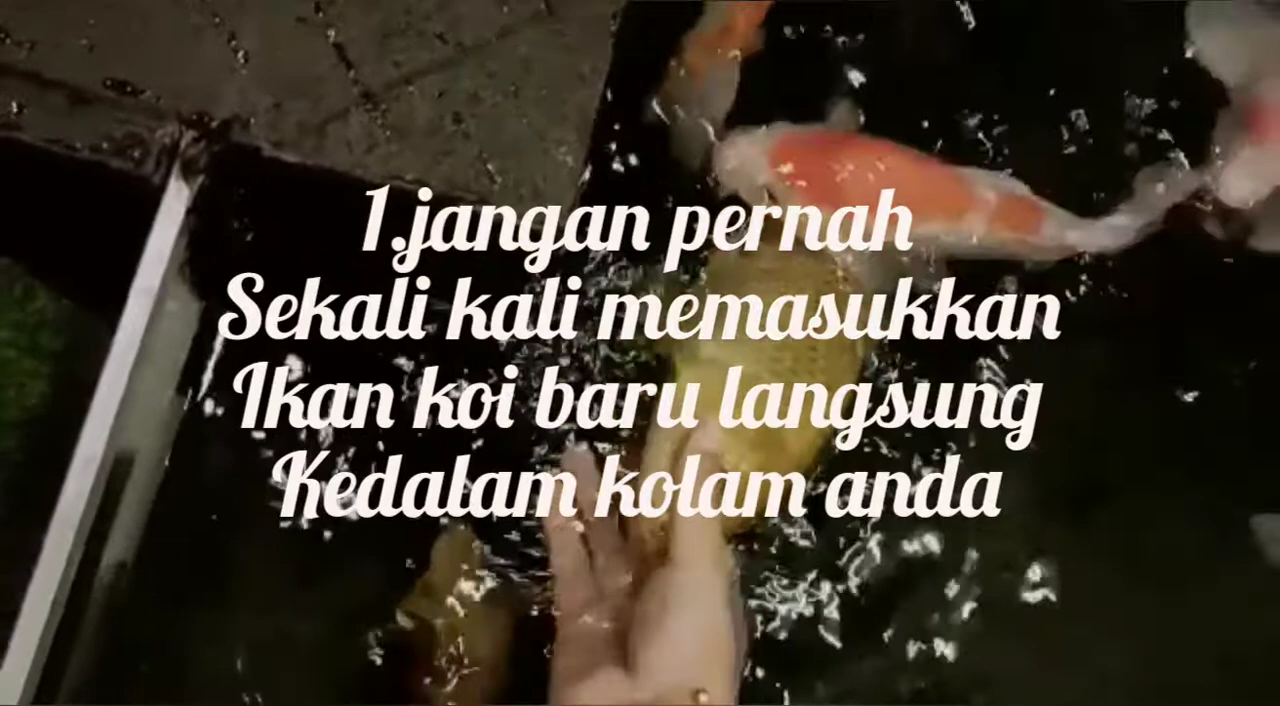 1.jangan pernah
Sekali kali memasukkan
Ikan koi baru langsung
Kedalam kolam anda